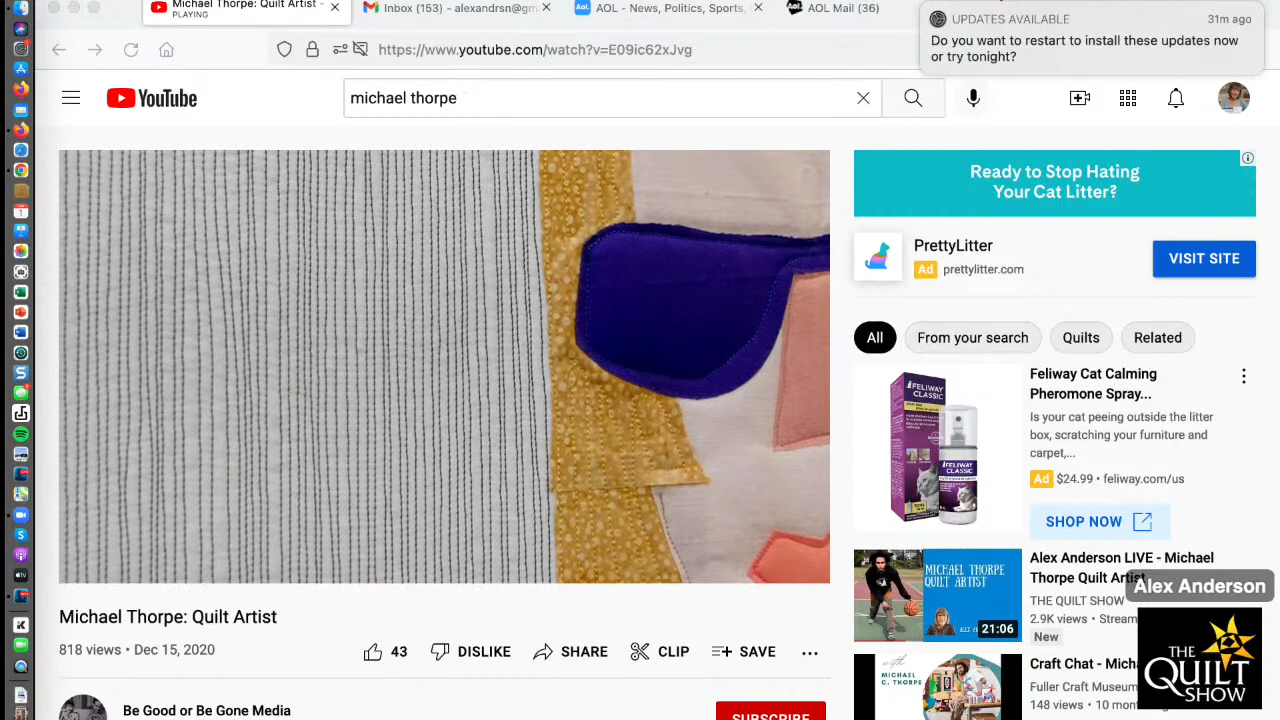 Michael Thorpe: Quilt Artist -
PLAYING
Inbox (153) - alexandrsn@gm
AOL - News, Politics, Sports,
AOL Mail (36)
UPDATES AVAILABLE
31m ago
Do you want to restart to install these updates now
or try tonight?
https://www.youtube.com/watch?v=E09ic62xJvg
YouTube
michael thorpe
Ready to Stop Hating
Your Cat Litter?
PrettyLitter
Ad prettylitter.com
VISIT SITE
All
From your search
Quilts
Related
FELIWAY
CLASSIC
FELIWAY
CLASSIC
Feliway Cat Calming
Pheromone Spray...
Is your cat peeing outside the litter
box, scratching your furniture and
carpet,...
Ad $24.99 • feliway.com/us
SHOP NOW
MICHAEL THORPE
QUILT ARTIST
21:06
Alex Anderson LIVE - Michael
Thorpe Quilt Artist
THE QUILT SHOW
2.9K views • Stream
New
Alex Anderson
THE
QUILT
SHOW
with
MICHAEL
C. THORPE
Craft Chat - Micha
Fuller Craft Museum
148 views • 10 mon
Michael Thorpe: Quilt Artist
818 views • Dec 15, 2020
43
DISLIKE
SHARE
CLIP
SAVE
Be Good or Be Gone Media
SUBSCRIBE